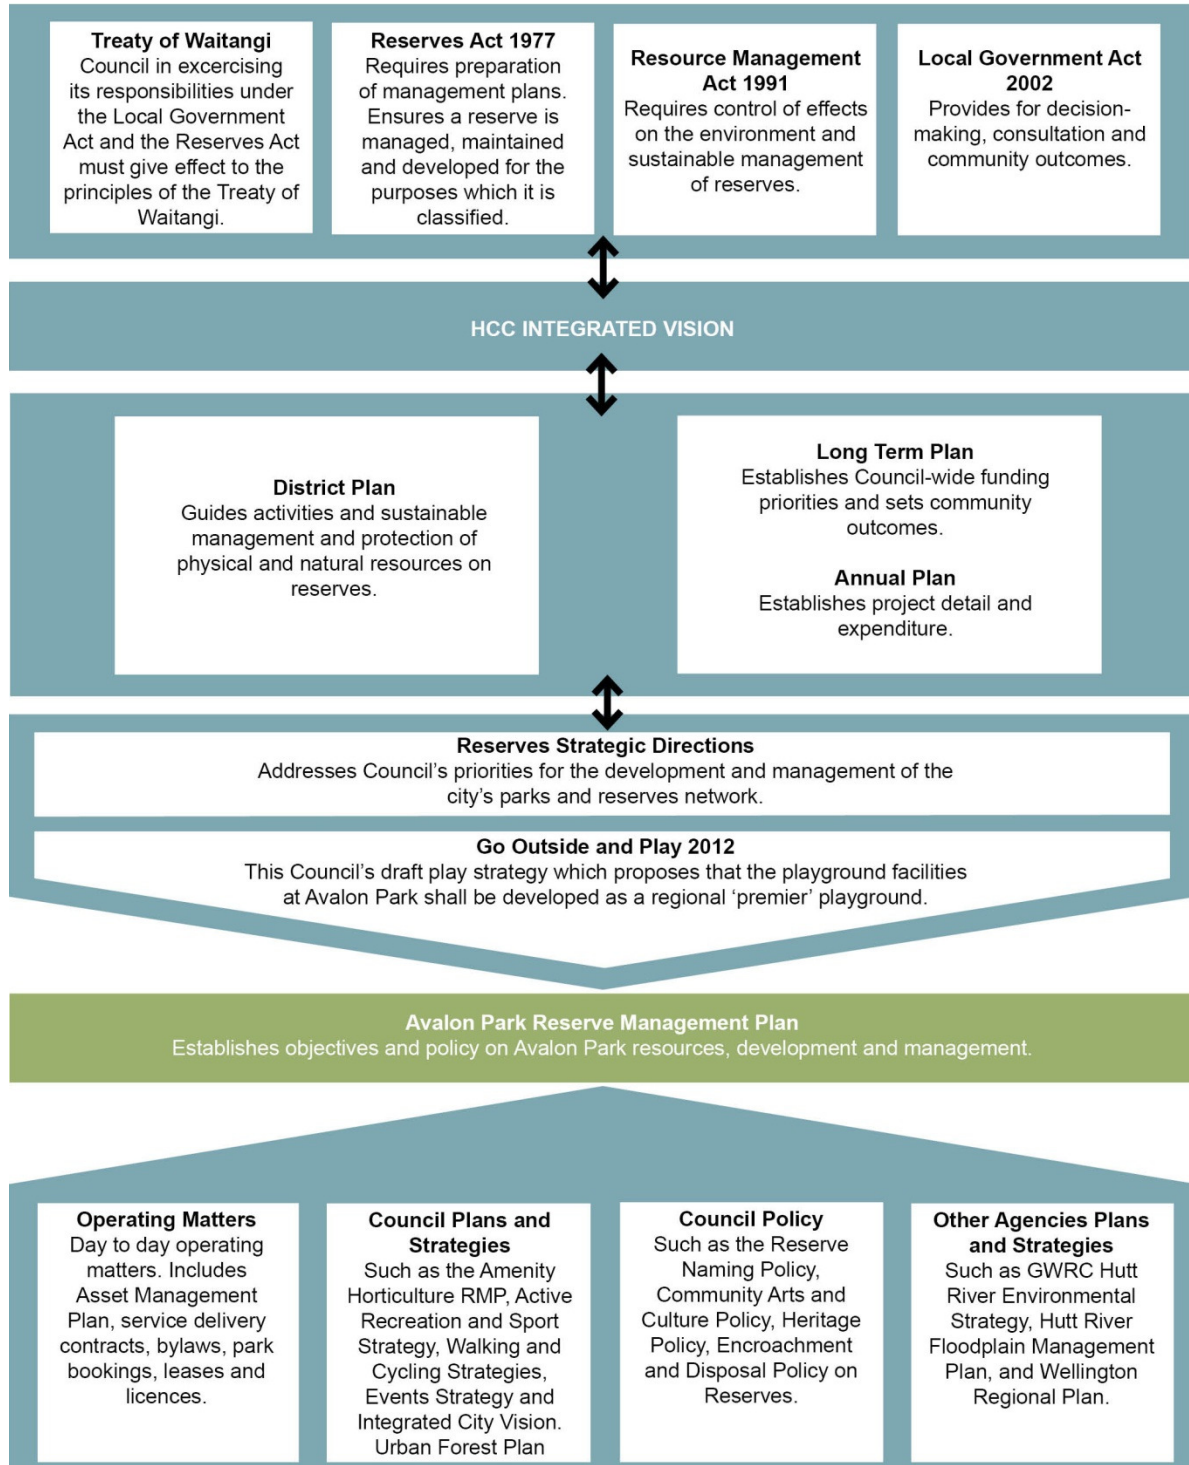 Treaty of Waitangi
Council in excercising
its responsibilities under
the Local Government
Act and the Reserves Act
must give effect to the
principles of the Treaty of
Waitangi.
Reserves Act 1977
Requires preparation
of management plans.
Ensures a reserve is
managed, maintained
and developed for the
purposes which it is
classified.
Resource Management
Act 1991
Requires control of effects
on the environment and
sustainable management
of reserves.
Local Government Act
2002
Provides for decision-
making, consultation and
community outcomes.
HCC INTEGRATED VISION
District Plan
Guides activities and sustainable
management and protection of
physical and natural resources on
reserves.
Long Term Plan
Establishes Council-wide funding
priorities and sets community
outcomes.
Annual Plan
Establishes project detail and
expenditure.
Reserves Strategic Directions
Addresses Council's priorities for the development and management of the
city's parks and reserves network.
Go Outside and Play 2012
This Council's draft play strategy which proposes that the playground facilities
at Avalon Park shall be developed as a regional 'premier' playground.
Avalon Park Reserve Management Plan
Establishes objectives and policy on Avalon Park resources, development and management.
Operating Matters
Day to day operating
matters. Includes
Asset Management
Plan, service delivery
contracts, bylaws, park
bookings, leases and
licences.
Council Plans and
Strategies
Such as the Amenity
Horticulture RMP, Active
Recreation and Sport
Strategy, Walking and
Cycling Strategies,
Events Strategy and
Integrated City Vision.
Urban Forest Plan
Council Policy
Such as the Reserve
Naming Policy,
Community Arts and
Culture Policy, Heritage
Policy, Encroachment
and Disposal Policy on
Reserves.
Other Agencies Plans
and Strategies
Such as GWRC Hutt
River Environmental
Strategy, Hutt River
Floodplain Management
Plan, and Wellington
Regional Plan.